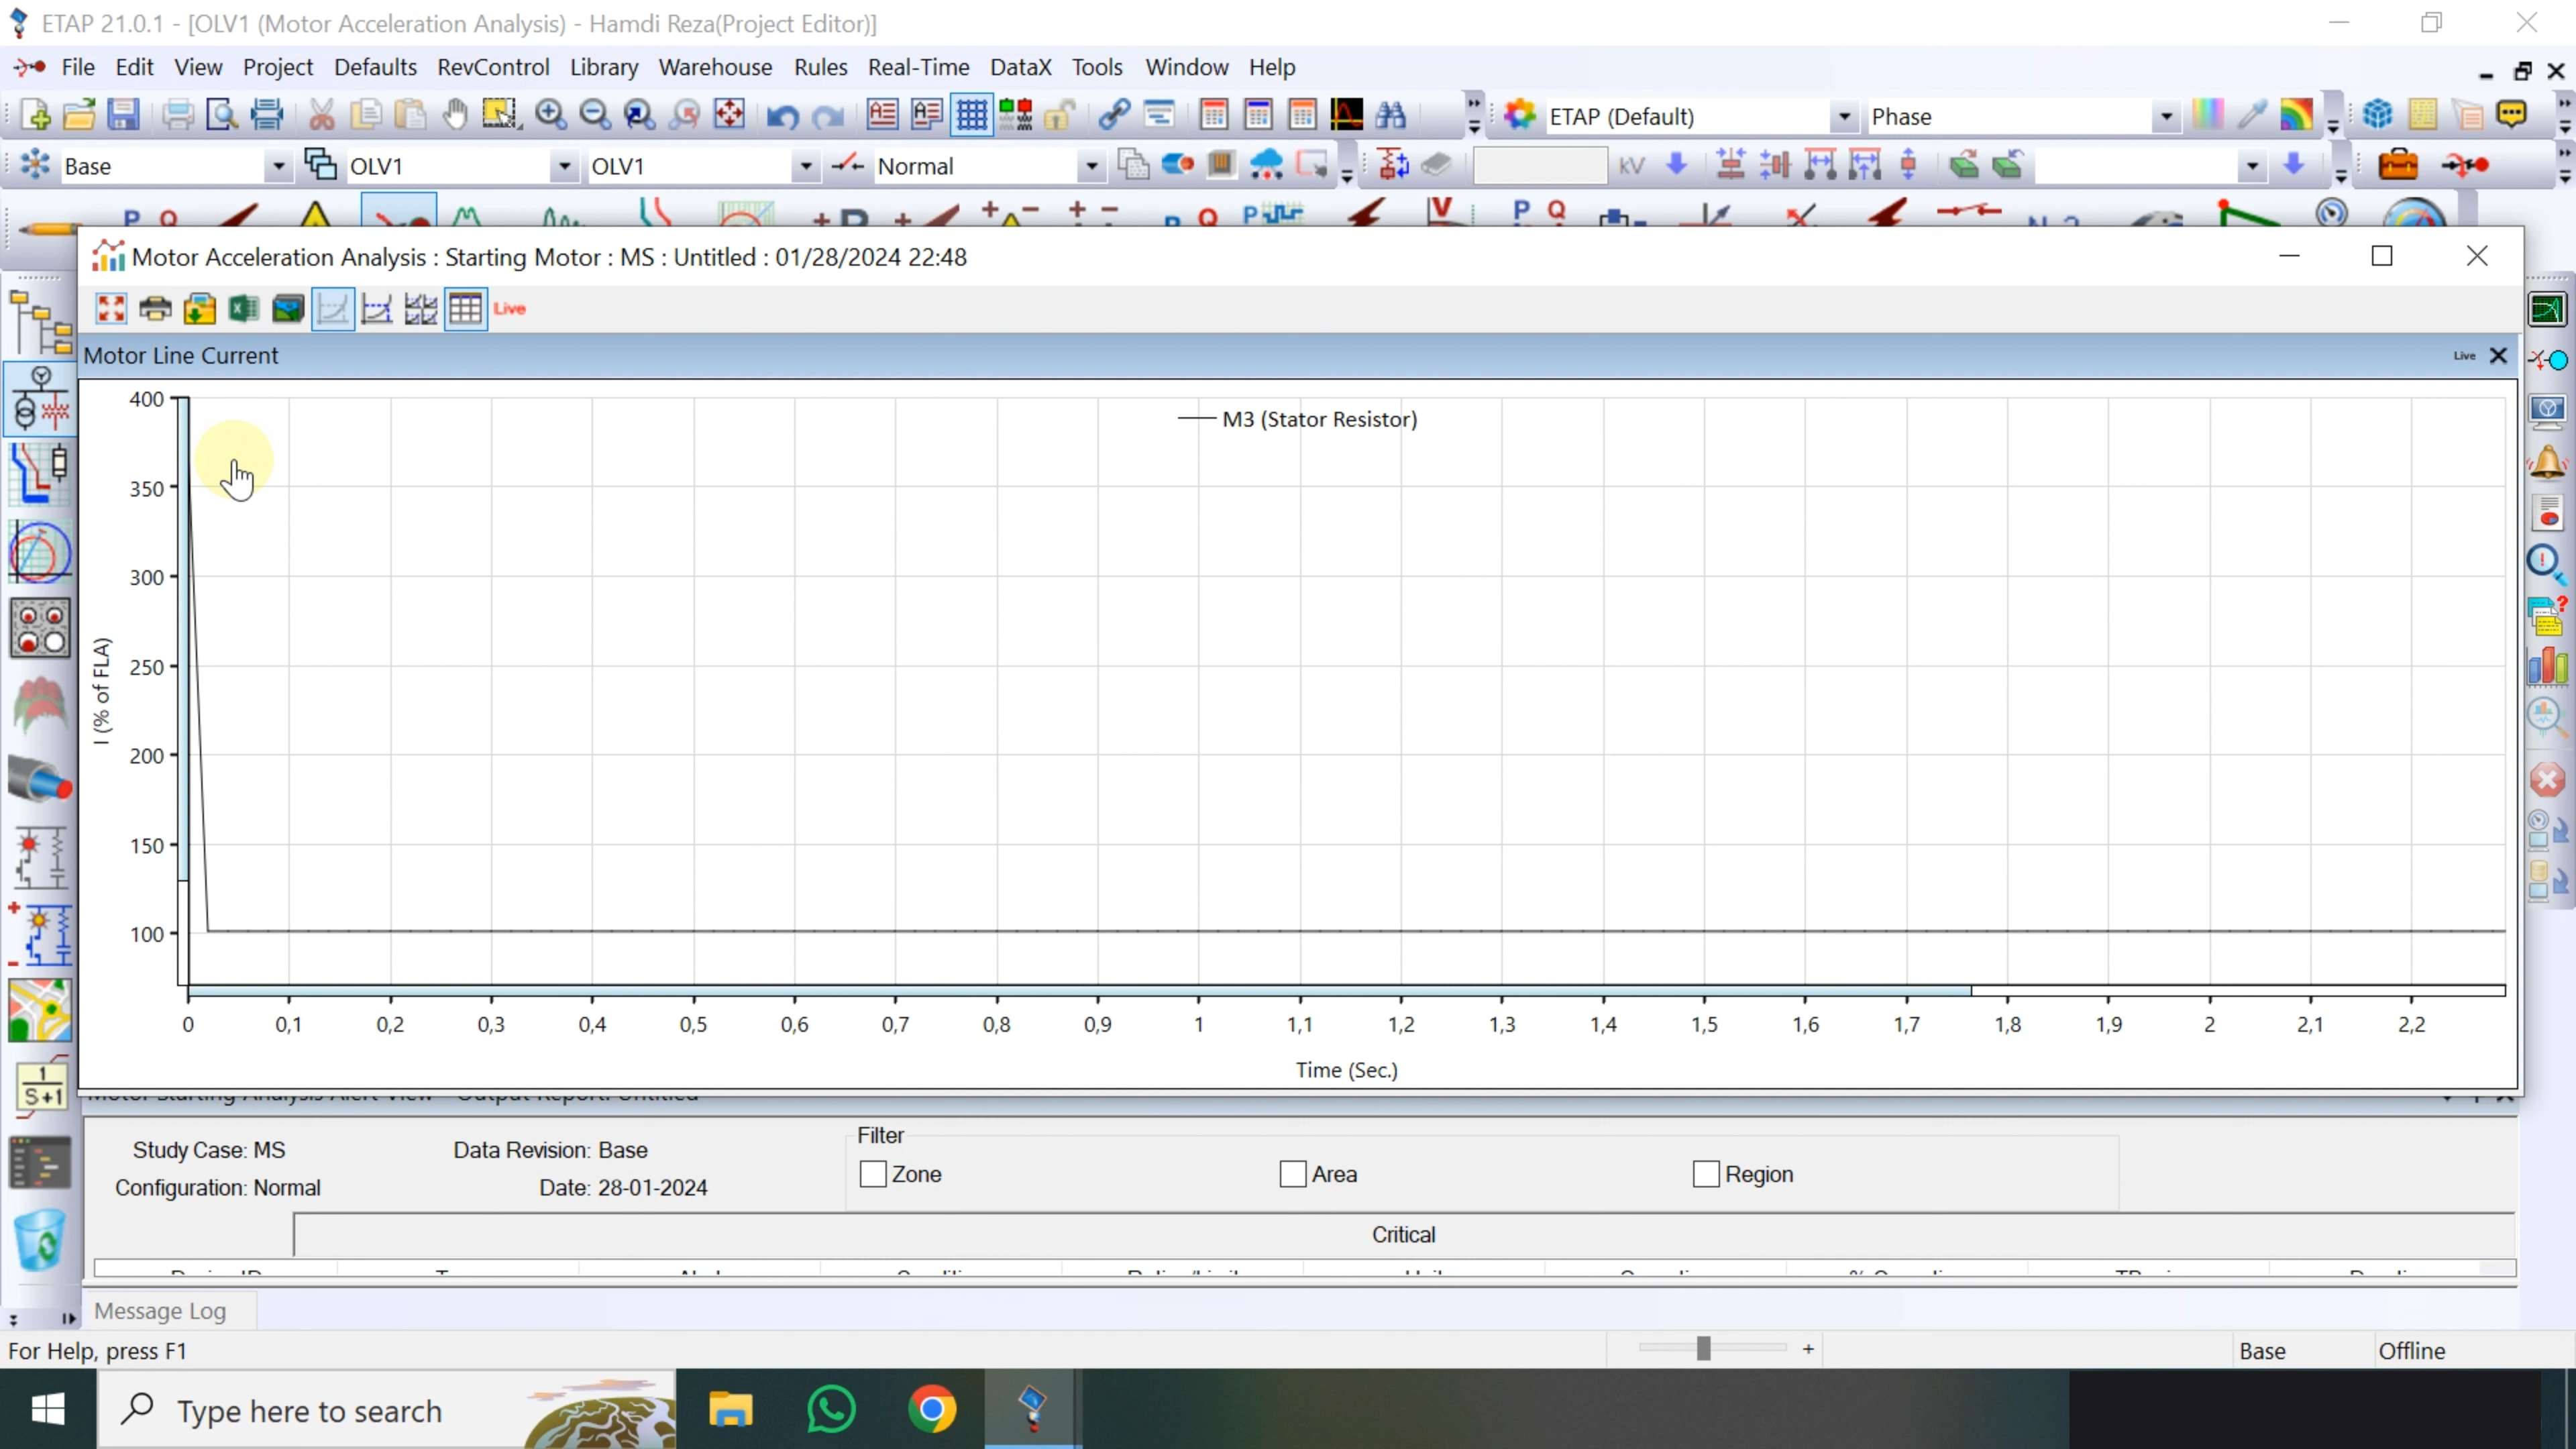 ETAP 21.0.1 - [OLV1 (Motor Acceleration Analysis) - Hamdi Reza(Project Editor)]
File Edit View Project Defaults RevControl Library Warehouse Rules Real-Time DataX Tools Window Help
ETAP (Default) Phase
Base OLV1 OLV1 Normal kV
Motor Acceleration Analysis : Starting Motor : MS : Untitled : 01/28/2024 22:48
Live
Motor Line Current Live
M3 (Stator Resistor)
400
350
300
250
200
150
100
I (% of FLA)
0 0,1 0,2 0,3 0,4 0,5 0,6 0,7 0,8 0,9 1 1,1 1,2 1,3 1,4 1,5 1,6 1,7 1,8 1,9 2 2,1 2,2
Time (Sec.)
1
S+1
Study Case: MS Data Revision: Base Filter
Zone Area Region
Configuration: Normal Date: 28-01-2024
Critical
Message Log
For Help, press F1 Base Offline
Type here to search